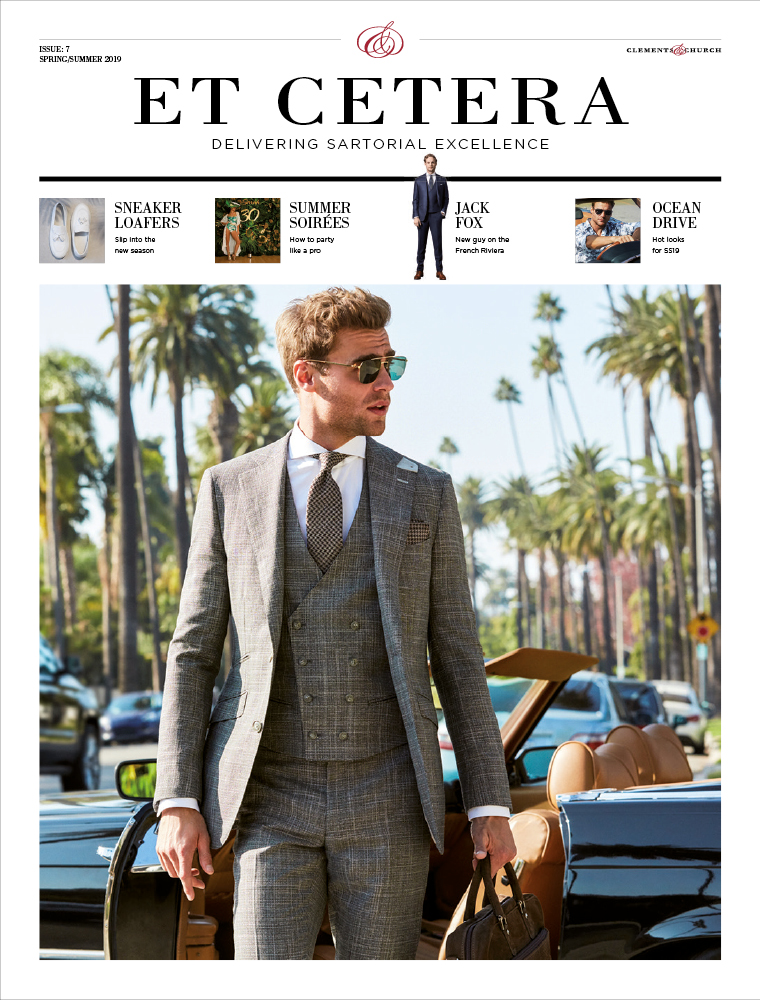 ISSUE: 7
SPRING/SUMMER 2019
&
CLEMENTS&CHURCH
ET CETERA
DELIVERING SARTORIAL EXCELLENCE
SNEAKER
LOAFERS
Slip into the
new season
30
SUMMER
SOIRÉES
How to party
like a pro
JACK
FOX
New guy on the
French Riviera
OCEAN
DRIVE
Hot looks
for SS19